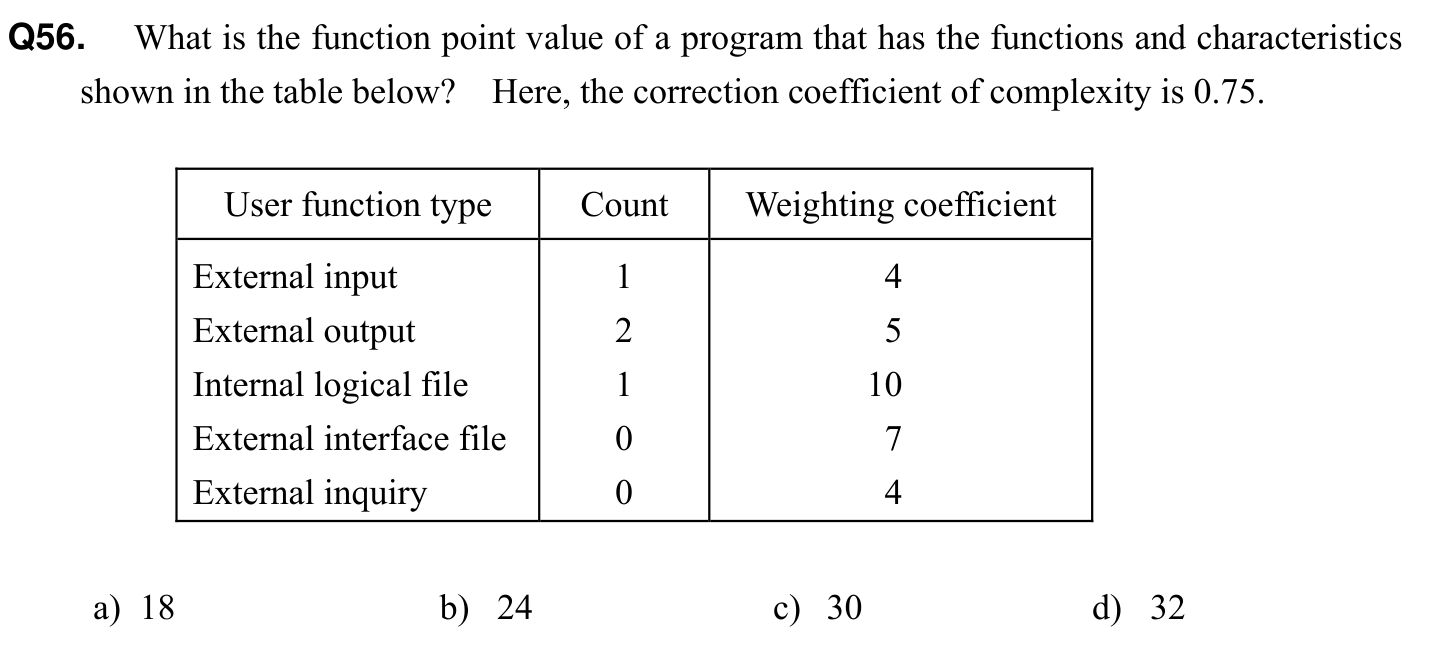 Q56. What is the function point value of a program that has the functions and characteristics
shown in the table below? Here, the correction coefficient of complexity is 0.75.
User function type Count Weighting coefficient
External input 1 4
External output 2 5
Internal logical file 1 10
External interface file 0 7
External inquiry 0 4
a) 18 b) 24 c) 30 d) 32